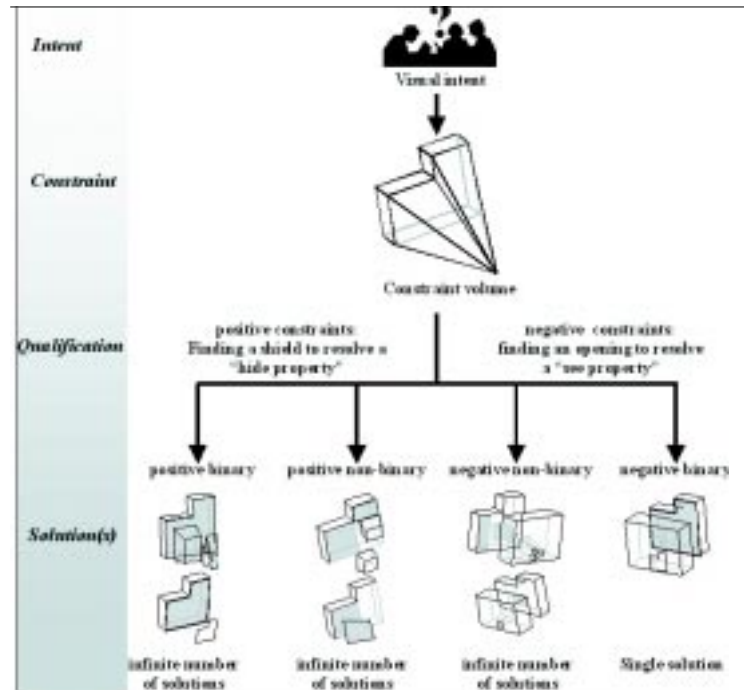 Intent
Visual intent
Constraint
Constraint volume
Qualification
positive constraints:
Finding a shield to resolve a
"hide property"
negative constraints:
finding an opening to resolve
a "see property"
positive binary
positive non-binary
negative non-binary
negative binary
Solution(s)
infinite number
of solutions
infinite number
of solutions
infinite number
of solutions
Single solution